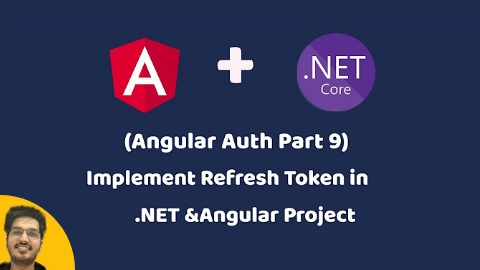 A
+
.NET
Core
(Angular Auth Part 9)
Implement Refresh Token in
.NET &Angular Project